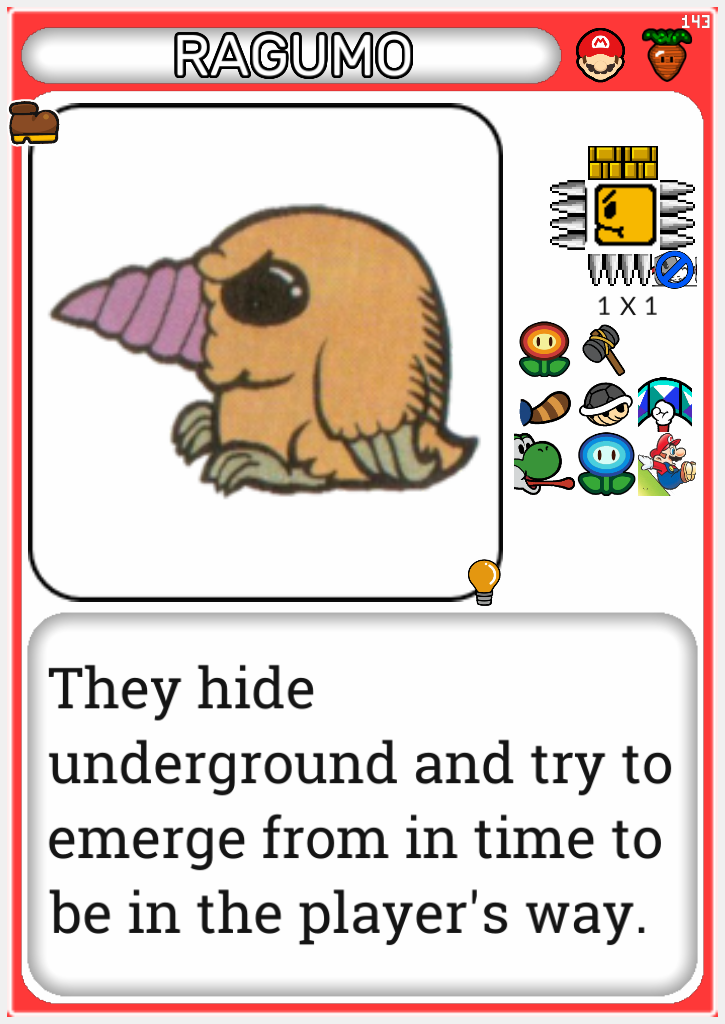 143
RAGUMO
M
1 X 1
They hide
underground and try to
emerge from in time to
be in the player's way.